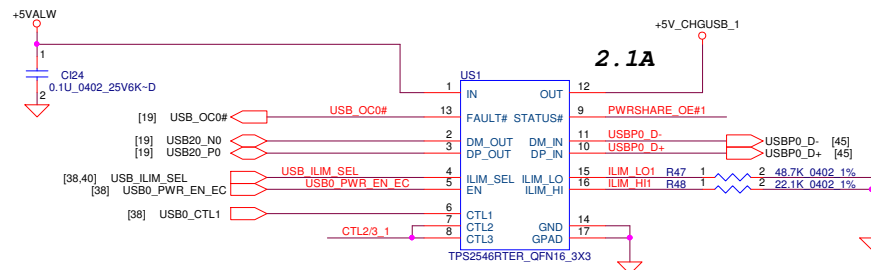 +5VALW
+5V_CHGUSB_1
2.1A
1
CI24
0.1U_0402_25V6K~D
2
US1
1 IN OUT 12
[19] USB_OC0# USB_OC0# 13 FAULT# STATUS# 9 PWRSHARE_OE#1
[19] USB20_N0 2 DM_OUT DM_IN 11 USBP0_D- USBP0_D- [45]
[19] USB20_P0 3 DP_OUT DP_IN 10 USBP0_D+ USBP0_D+ [45]
[38,40] USB_ILIM_SEL USB_ILIM_SEL 4 ILIM_SEL ILIM_LO 15 ILIM_LO1 R47 1 2 48.7K_0402_1%
[38] USB0_PWR_EN_EC USB0_PWR_EN_EC 5 EN ILIM_HI 16 ILIM_HI1 R48 1 2 22.1K_0402_1%
[38] USB0_CTL1 6 CTL1
7 CTL2 GND 14
CTL2/3_1 8 CTL3 GPAD 17
TPS2546RTER_QFN16_3X3